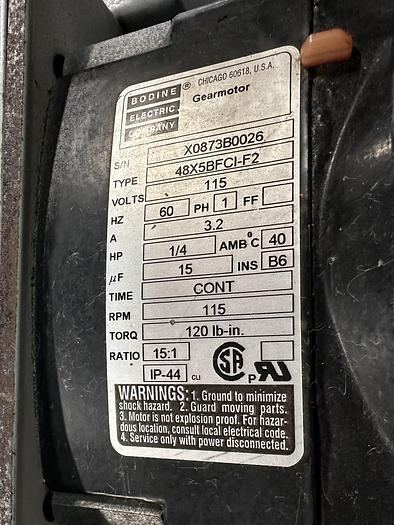 BODINE
ELECTRIC
COMPANY
®
CHICAGO 60618, U.S.A.
Gearmotor
S/N X0873B0026
TYPE 48X5BFCI-F2
VOLTS 115
HZ 60 PH 1 FF
A 3.2
HP 1/4 AMB°C 40
µF 15 INS B6
TIME CONT
RPM 115
TORQ 120 lb-in.
RATIO 15:1
IP-44 CLI
WARNINGS: 1. Ground to minimize
shock hazard. 2. Guard moving parts.
3. Motor is not explosion proof. For hazar-
dous location, consult local electrical code.
4. Service only with power disconnected.